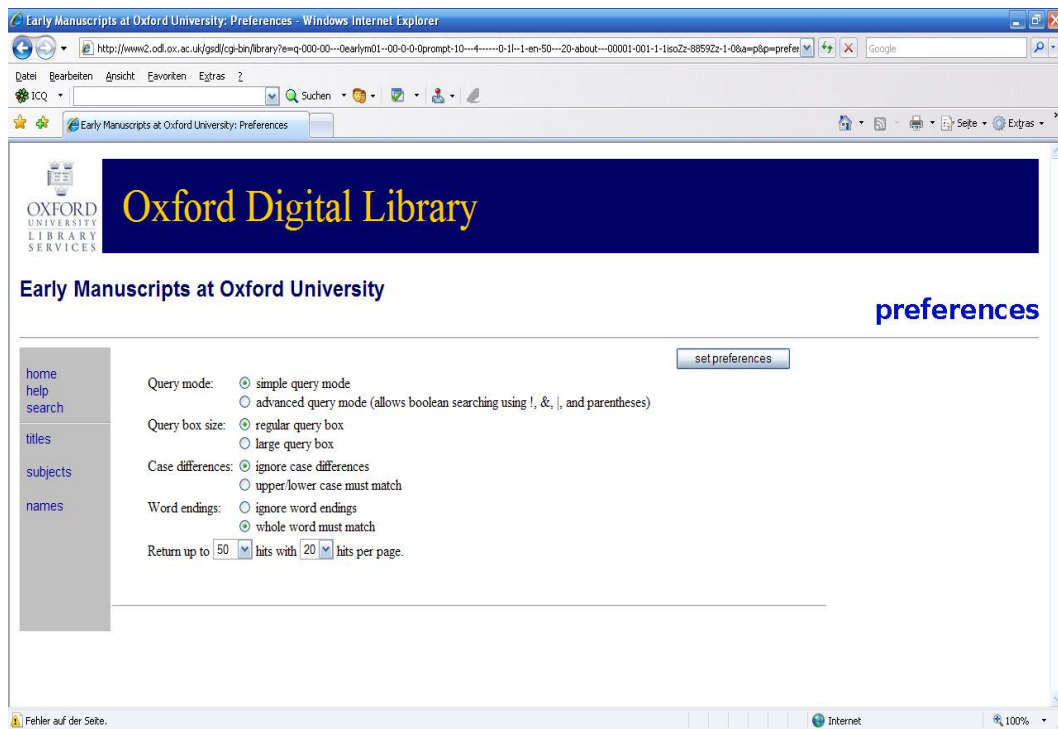 Early Manuscripts at Oxford University: Preferences - Windows Internet Explorer
http://www2.odl.ox.ac.uk/gsdl/cgi-bin/library?e=q-000-00---0earlym01--00-0-0-0prompt-10---4------0-1l--1-en-50---20-about---00001-001-1-1isoZz-8859Zz-1-0&a=p&p=prefer
Google
Datei Bearbeiten Ansicht Favoriten Extras ?
ICQ Suchen
Early Manuscripts at Oxford University: Preferences Seite Extras
OXFORD
UNIVERSITY
LIBRARY
SERVICES
Oxford Digital Library
Early Manuscripts at Oxford University
preferences
set preferences
home
help
search
titles
subjects
names
Query mode: simple query mode
advanced query mode (allows boolean searching using !, &, |, and parentheses)
Query box size: regular query box
large query box
Case differences: ignore case differences
upper/lower case must match
Word endings: ignore word endings
whole word must match
Return up to 50 hits with 20 hits per page.
Fehler auf der Seite. Internet 100%